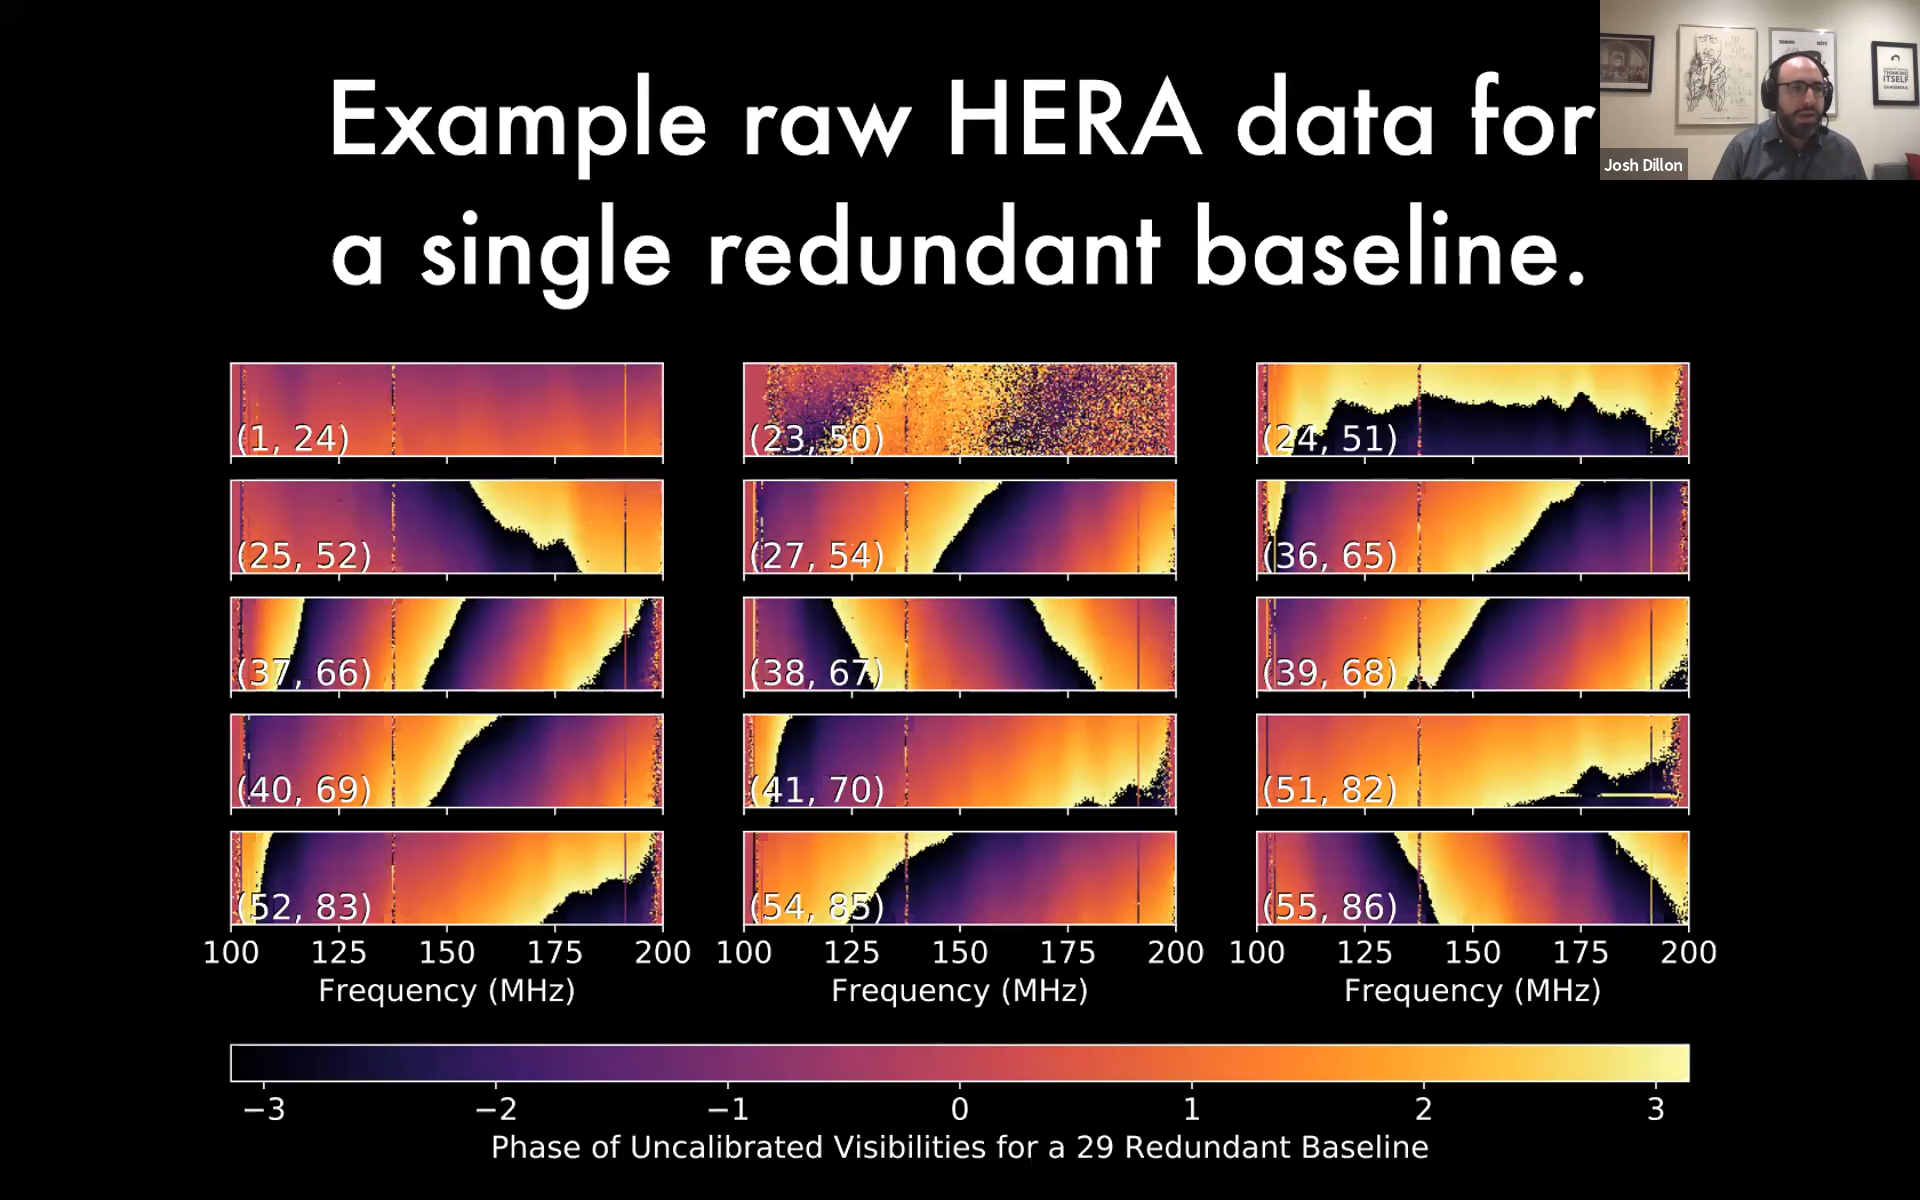 Example raw HERA data for
a single redundant baseline.
Josh Dillon
THINKING
ITSELF
DANGEROUS
(1, 24)
(23, 50)
(24, 51)
(25, 52)
(27, 54)
(36, 65)
(37, 66)
(38, 67)
(39, 68)
(40, 69)
(41, 70)
(51, 82)
(52, 83)
(54, 85)
(55, 86)
100 125 150 175 200
100 125 150 175 200
100 125 150 175 200
Frequency (MHz)
Frequency (MHz)
Frequency (MHz)
−3 −2 −1 0 1 2 3
Phase of Uncalibrated Visibilities for a 29 Redundant Baseline